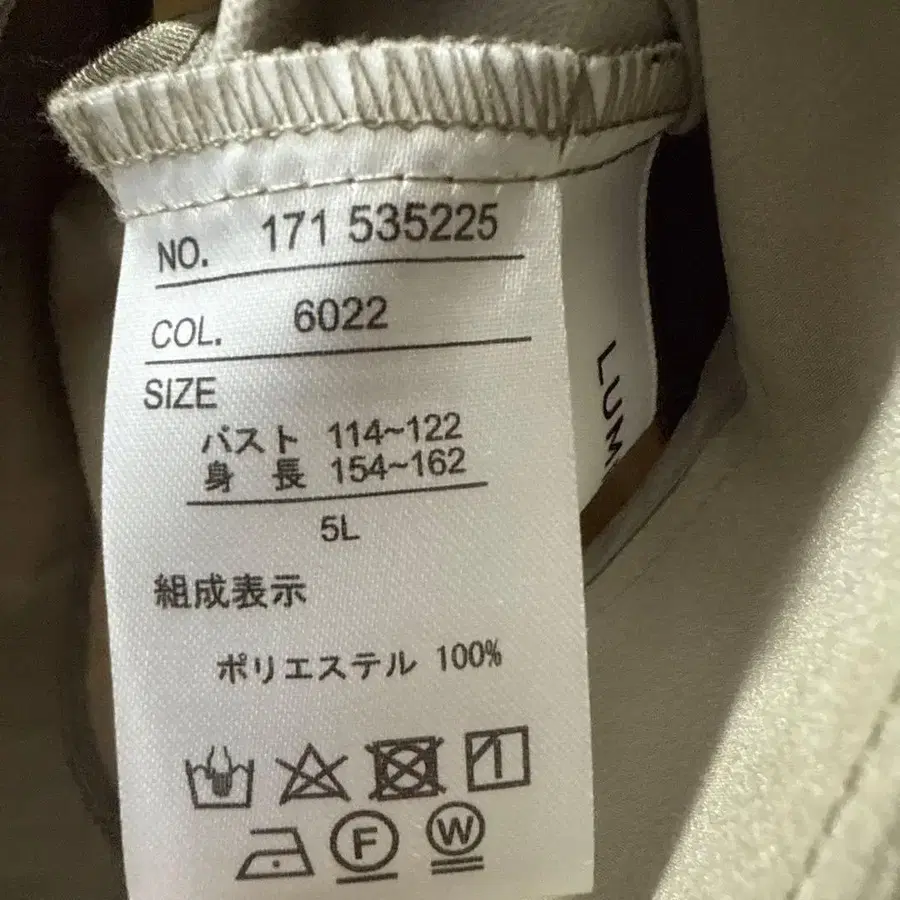 NO. 171 535225
COL. 6022
SIZE
バスト 114~122
身 長 154~162
5L
組成表示
ポリエステル 100%
F
W
LUM